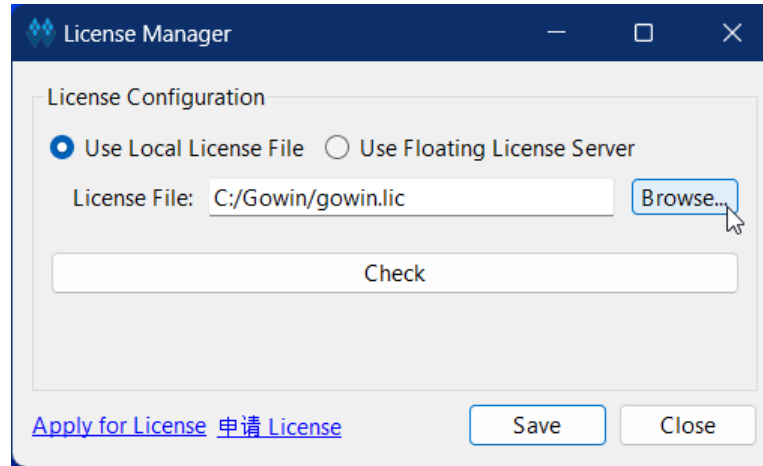 License Manager
License Configuration
Use Local License File Use Floating License Server
License File: C:/Gowin/gowin.lic Browse...
Check
Apply for License 申请 License Save Close